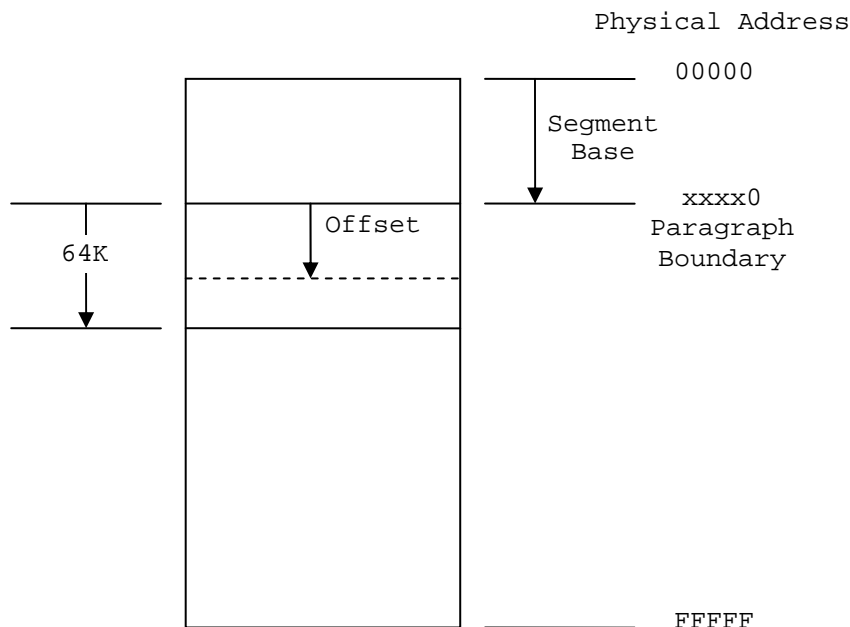 Physical Address
00000
Segment
Base
xxxx0
Paragraph
Boundary
Offset
64K
FFFFF